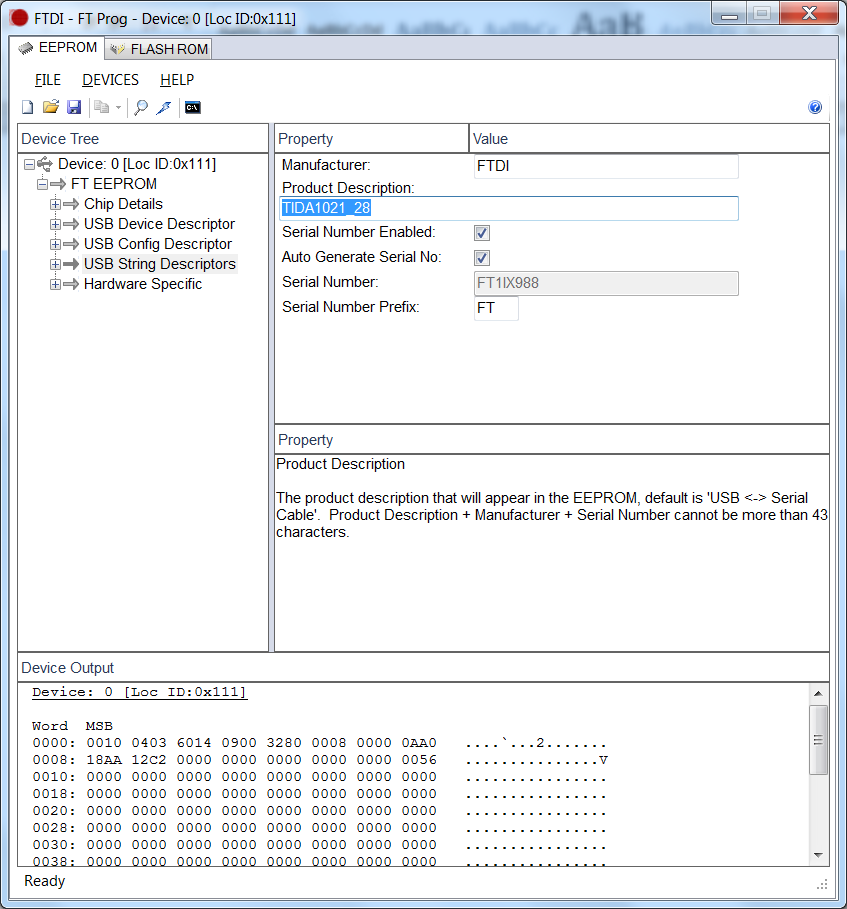 FTDI - FT Prog - Device: 0 [Loc ID:0x111]
EEPROM
FLASH ROM
FILE DEVICES HELP
C:\
Device Tree
Device: 0 [Loc ID:0x111]
FT EEPROM
Chip Details
USB Device Descriptor
USB Config Descriptor
USB String Descriptors
Hardware Specific
Property Value
Manufacturer: FTDI
Product Description:
TIDA1021_28
Serial Number Enabled:
Auto Generate Serial No:
Serial Number: FT1IX988
Serial Number Prefix: FT
Property
Product Description
The product description that will appear in the EEPROM, default is 'USB <-> Serial
Cable'.  Product Description + Manufacturer + Serial Number cannot be more than 43
characters.
Device Output
Device: 0 [Loc ID:0x111]
Word  MSB
0000: 0010 0403 6014 0900 3280 0008 0000 0AA0   ....`...2.......
0008: 18AA 12C2 0000 0000 0000 0000 0000 0056   ...............V
0010: 0000 0000 0000 0000 0000 0000 0000 0000   ................
0018: 0000 0000 0000 0000 0000 0000 0000 0000   ................
0020: 0000 0000 0000 0000 0000 0000 0000 0000   ................
0028: 0000 0000 0000 0000 0000 0000 0000 0000   ................
0030: 0000 0000 0000 0000 0000 0000 0000 0000   ................
0038: 0000 0000 0000 0000 0000 0000 0000 0000   ................
Ready